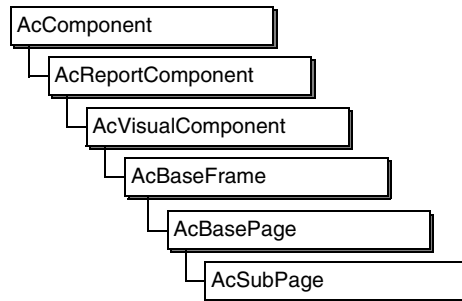 AcComponent
AcReportComponent
AcVisualComponent
AcBaseFrame
AcBasePage
AcSubPage